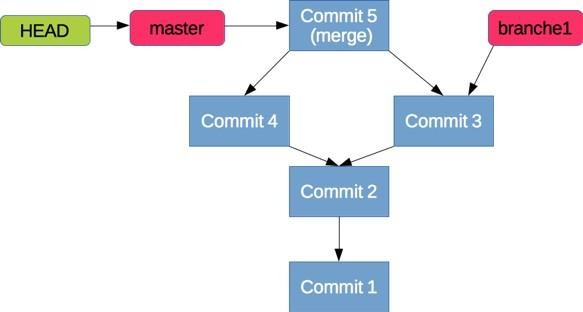 HEAD
master
Commit 5
(merge)
branche1
Commit 4
Commit 3
Commit 2
Commit 1